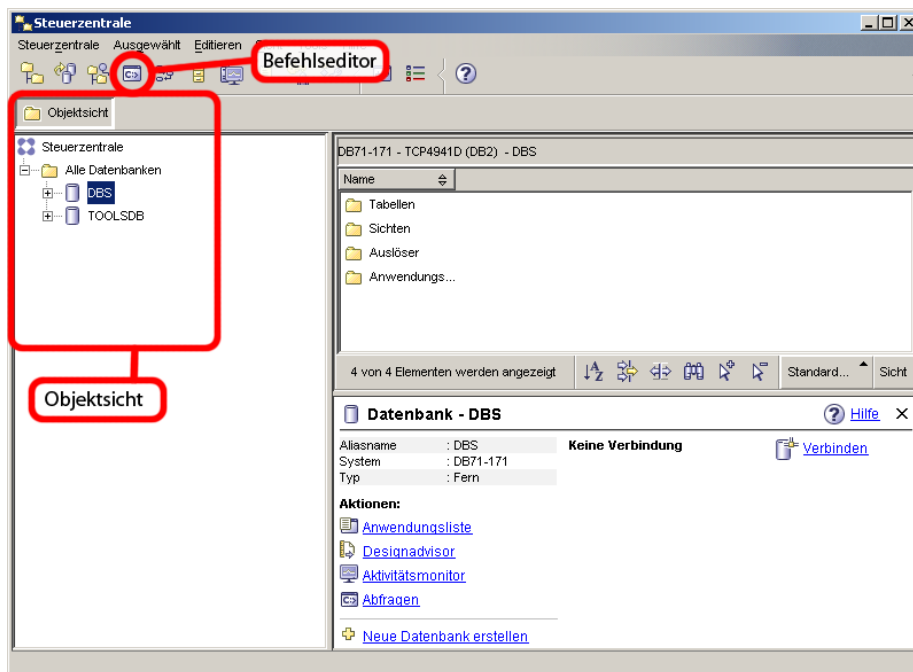 Steuerzentrale
Steuerzentrale Ausgewählt Editieren
Befehlseditor
Objektsicht
Steuerzentrale
Alle Datenbanken
DBS
TOOLSDB
Objektsicht
DB71-171 - TCP4941D (DB2) - DBS
Name
Tabellen
Sichten
Auslöser
Anwendungs...
4 von 4 Elementen werden angezeigt Standard... Sicht
Datenbank - DBS Hilfe
Aliasname : DBS Keine Verbindung Verbinden
System : DB71-171
Typ : Fern
Aktionen:
Anwendungsliste
Designadvisor
Aktivitätsmonitor
Abfragen
Neue Datenbank erstellen